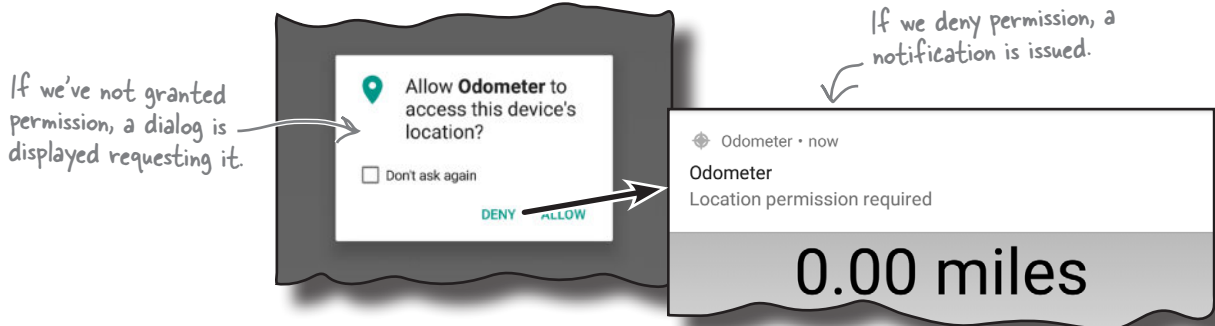 If we've not granted
permission, a dialog is
displayed requesting it.
Allow Odometer to
access this device's
location?
Don't ask again
DENY ALLOW
If we deny permission, a
notification is issued.
Odometer • now
Odometer
Location permission required
0.00 miles